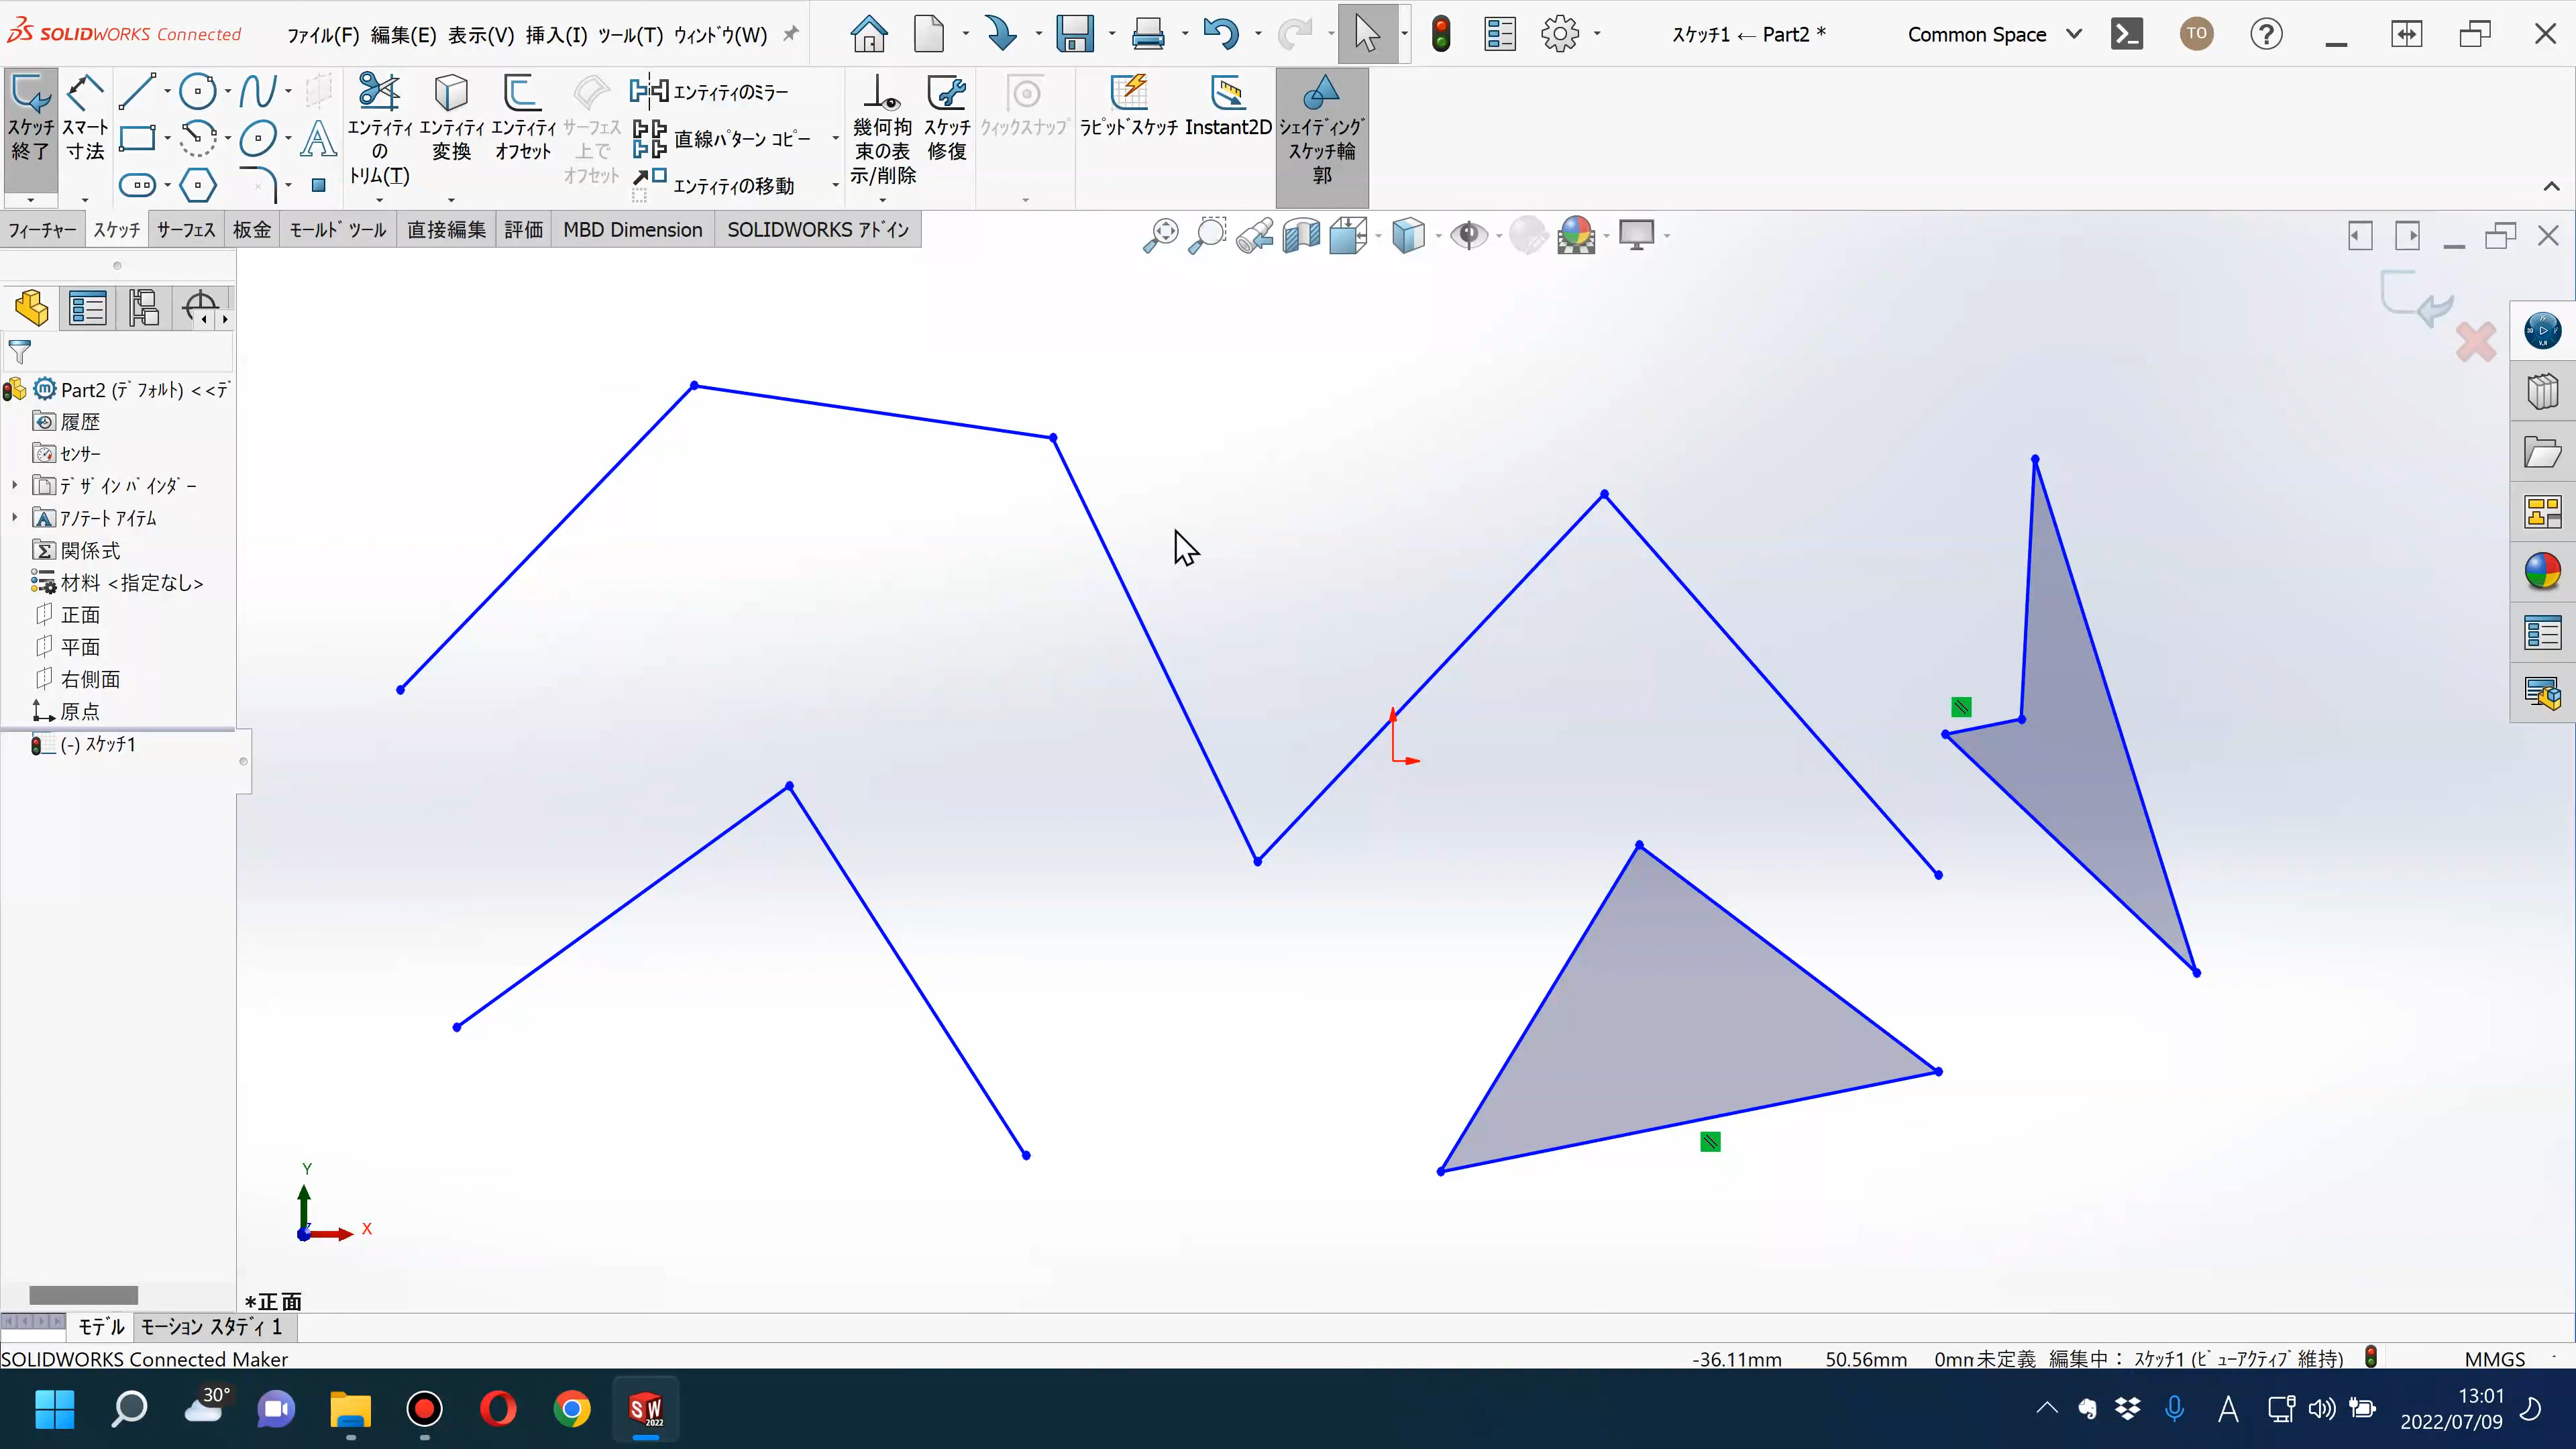 SOLIDWORKS Connected
ファイル(F) 編集(E) 表示(V) 挿入(I) ツール(T) ウィンドウ(W)
スケッチ1 ← Part2 *
Common Space
TO
スケッチ
終了
スマート
寸法
エンティティ
の
トリム(T)
エンティティ
変換
エンティティ
オフセット
サーフェス
上で
オフセット
エンティティのミラー
直線パターン コピー
エンティティの移動
幾何拘
束の表
示/削除
スケッチ
修復
クィックスナップ
ラピッドスケッチ
Instant2D
シェイディング
スケッチ輪
郭
フィーチャー
スケッチ
サーフェス
板金
モールド ツール
直接編集
評価
MBD Dimension
SOLIDWORKS アドイン
Part2 (デフォルト) <<デ
履歴
センサー
デザイン バインダー
アノテート アイテム
関係式
材料 <指定なし>
正面
平面
右側面
原点
(-) スケッチ1
Y
X
*正面
モデル
モーション スタディ 1
SOLIDWORKS Connected Maker
-36.11mm
50.56mm
0mm
未定義
編集中： スケッチ1 (ビューアクティブ維持)
MMGS
30°
SW
2022
A
13:01
2022/07/09